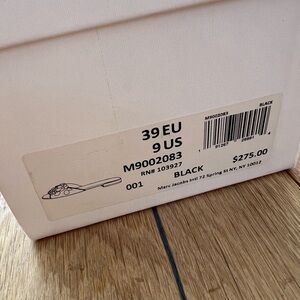 39 EU
9 US
M9002083
RN# 103927
001 BLACK
M9002083 BLACK
$275.00
Marc Jacobs Intl 72 Spring St NY, NY 10012